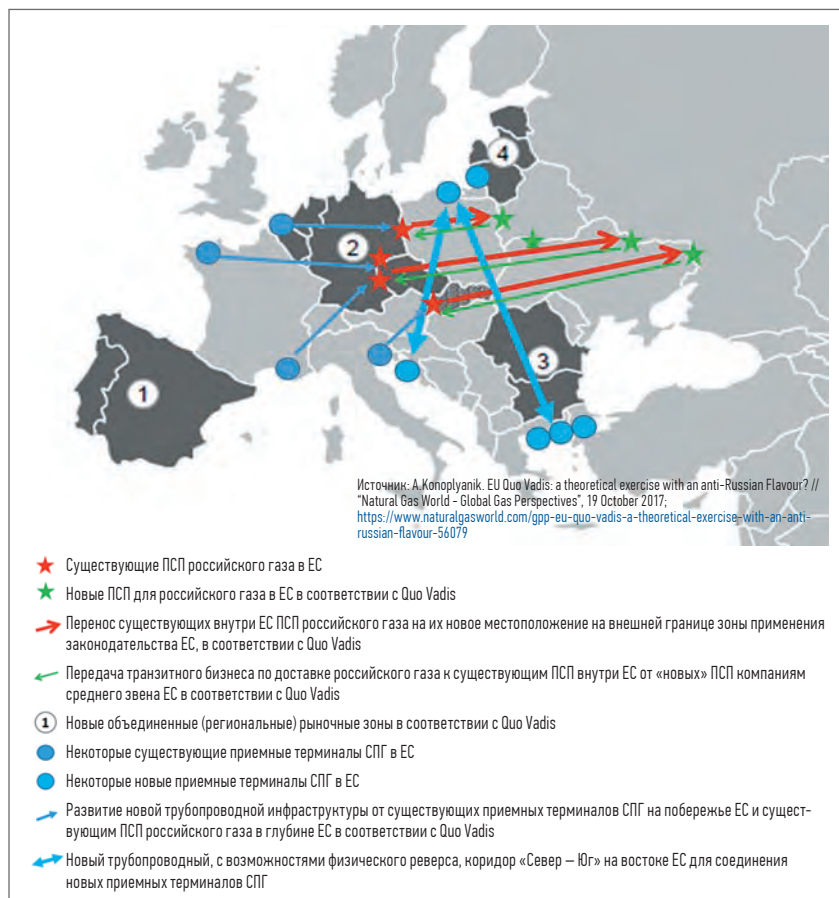 4
2
3
1
Источник: A.Konoplyanik. EU Quo Vadis: a theoretical exercise with an anti-Russian Flavour? //
“Natural Gas World - Global Gas Perspectives”, 19 October 2017;
https://www.naturalgasworld.com/gpp-eu-quo-vadis-a-theoretical-exercise-with-an-anti-
russian-flavour-56079
Существующие ПСП российского газа в ЕС
Новые ПСП для российского газа в ЕС в соответствии с Quo Vadis
Перенос существующих внутри ЕС ПСП российского газа на их новое местоположение на внешней границе зоны применения
законодательства ЕС, в соответствии с Quo Vadis
Передача транзитного бизнеса по доставке российского газа к существующим ПСП внутри ЕС от «новых» ПСП компаниям
среднего звена ЕС в соответствии с Quo Vadis
1 Новые объединенные (региональные) рыночные зоны в соответствии с Quo Vadis
Некоторые существующие приемные терминалы СПГ в ЕС
Некоторые новые приемные терминалы СПГ в ЕС
Развитие новой трубопроводной инфраструктуры от существующих приемных терминалов СПГ на побережье ЕС и сущест-
вующим ПСП российского газа в глубине ЕС в соответствии с Quo Vadis
Новый трубопроводный, с возможностями физического реверса, коридор «Север – Юг» на востоке ЕС для соединения
новых приемных терминалов СПГ